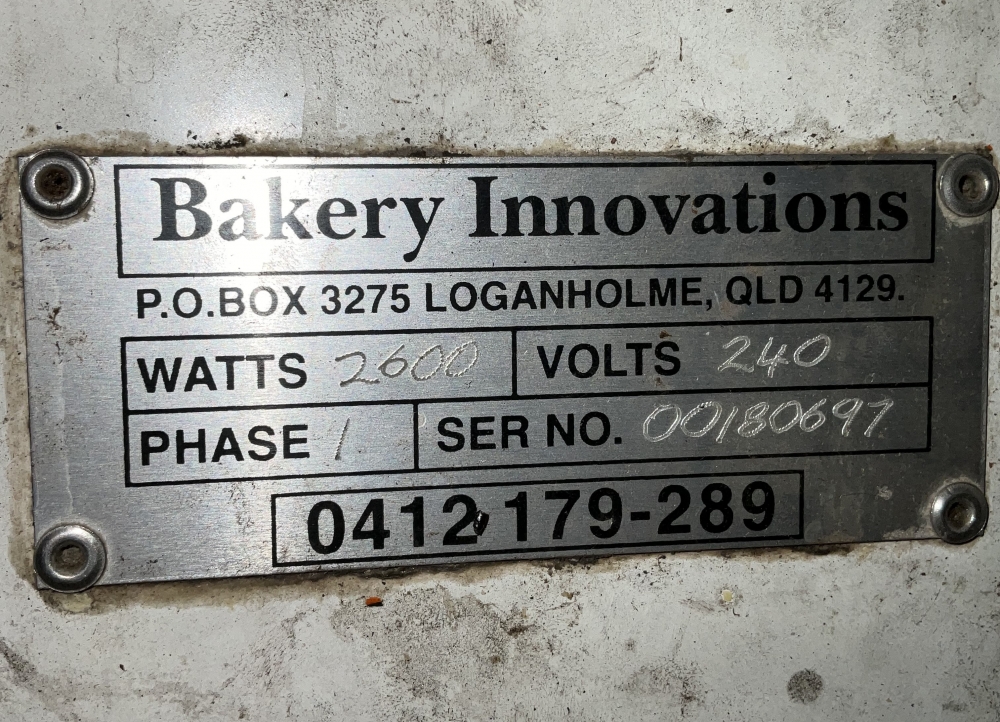 Bakery Innovations
P.O.BOX 3275 LOGANHOLME, QLD 4129.
WATTS 2600 VOLTS 240
PHASE 1 SER NO. 00180697
0412 179-289